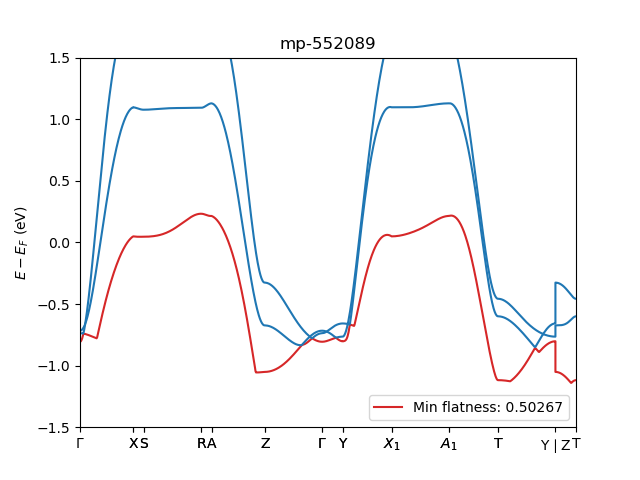 mp-552089
1.5
1.0
0.5
0.0
−0.5
−1.0
−1.5
E − E_F (eV)
Min flatness: 0.50267
Γ X S R A Z Γ Y X₁ A₁ T Y | Z T